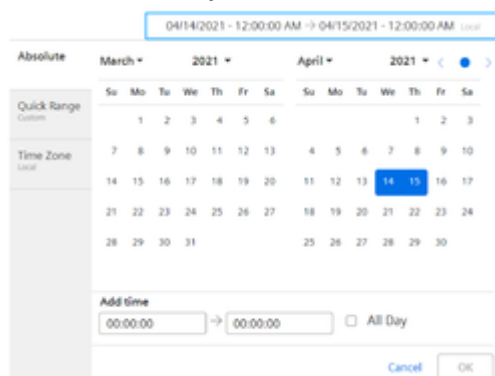 04/14/2021 - 12:00:00 AM → 04/15/2021 - 12:00:00 AM Local
Absolute
Quick Range
Custom
Time Zone
Local
March 2021 April 2021
Su Mo Tu We Th Fr Sa Su Mo Tu We Th Fr Sa
1 2 3 4 5 6 1 2 3
7 8 9 10 11 12 13 4 5 6 7 8 9 10
14 15 16 17 18 19 20 11 12 13 14 15 16 17
21 22 23 24 25 26 27 18 19 20 21 22 23 24
28 29 30 31 25 26 27 28 29 30
Add time
00:00:00 → 00:00:00 All Day
Cancel OK